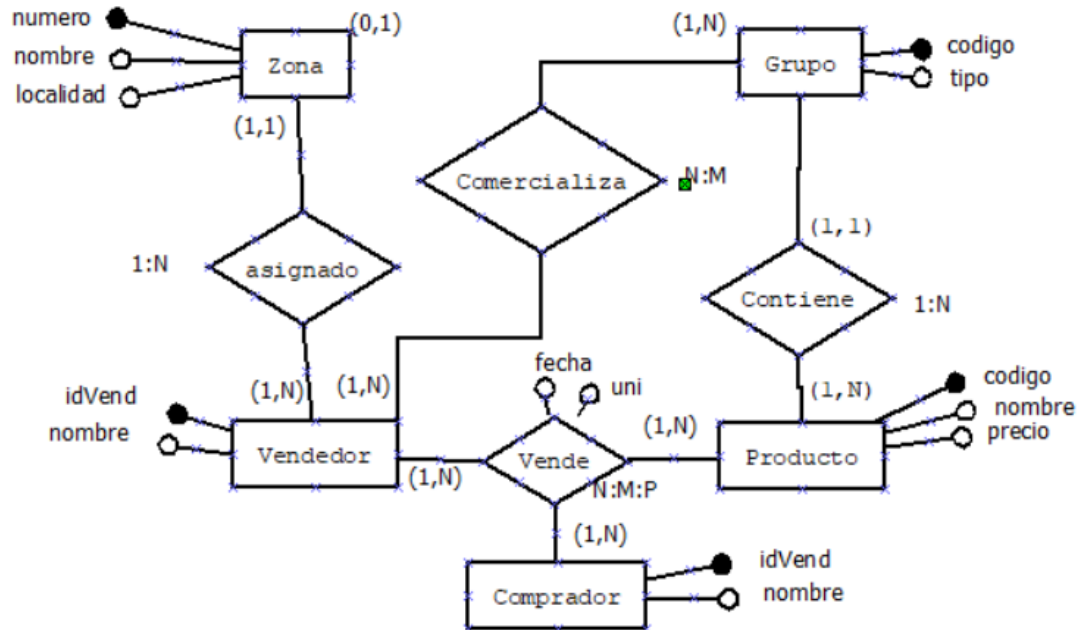 numero
(0,1)
(1,N)
codigo
nombre
Zona
Grupo
localidad
tipo
(1,1)
Comercializa
N:M
(1,1)
1:N
asignado
Contiene
1:N
fecha
uni
(1,N)
(1,N)
(1,N)
codigo
idVend
nombre
nombre
(1,N)
precio
Vendedor
Vende
Producto
(1,N)
N:M:P
(1,N)
idVend
Comprador
nombre